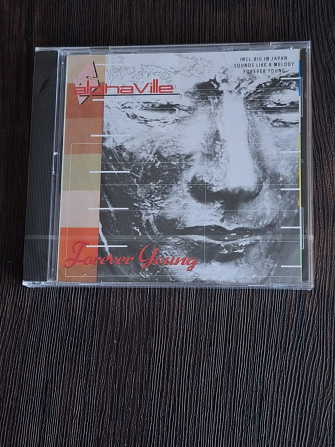 alphaville
INCL. BIG IN JAPAN
SOUNDS LIKE A MELODY
FOREVER YOUNG
Forever Young